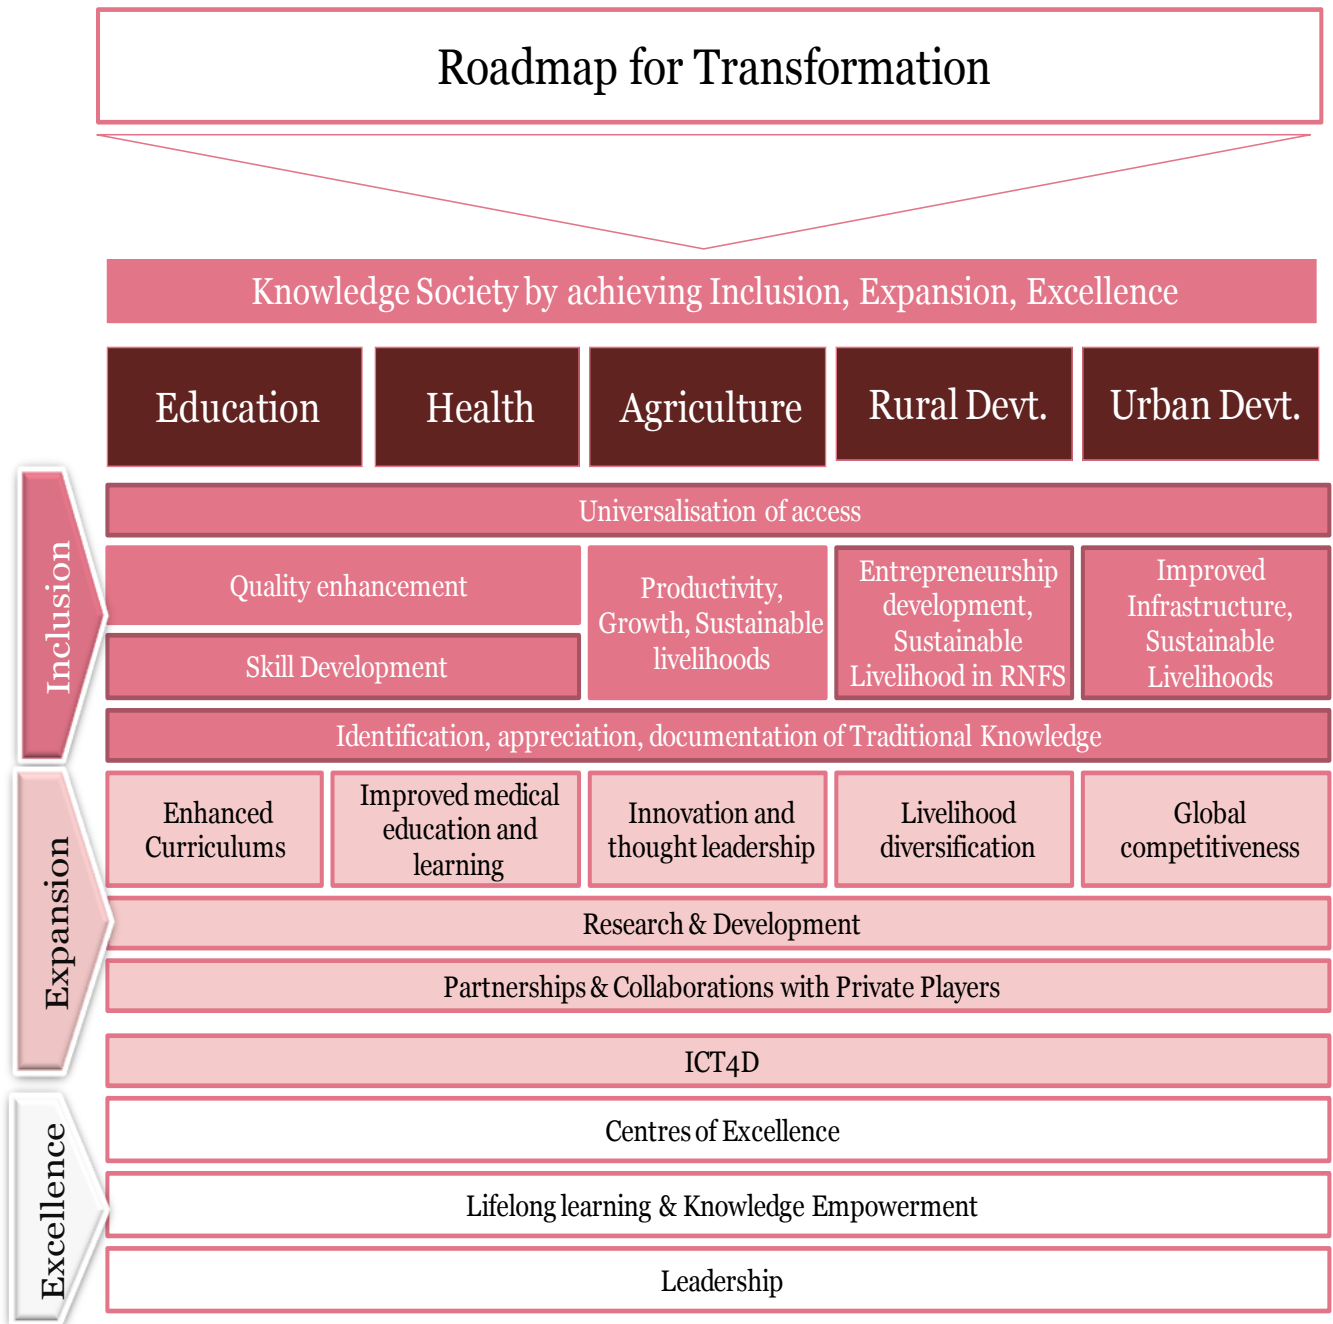 Roadmap for Transformation
Knowledge Society by achieving Inclusion, Expansion, Excellence
Education
Health
Agriculture
Rural Devt.
Urban Devt.
Inclusion
Universalisation of access
Quality enhancement
Skill Development
Productivity,
Growth, Sustainable
livelihoods
Entrepreneurship
development,
Sustainable
Livelihood in RNFS
Improved
Infrastructure,
Sustainable
Livelihoods
Identification, appreciation, documentation of Traditional Knowledge
Expansion
Enhanced
Curriculums
Improved medical
education and
learning
Innovation and
thought leadership
Livelihood
diversification
Global
competitiveness
Research & Development
Partnerships & Collaborations with Private Players
ICT4D
Excellence
Centres of Excellence
Lifelong learning & Knowledge Empowerment
Leadership